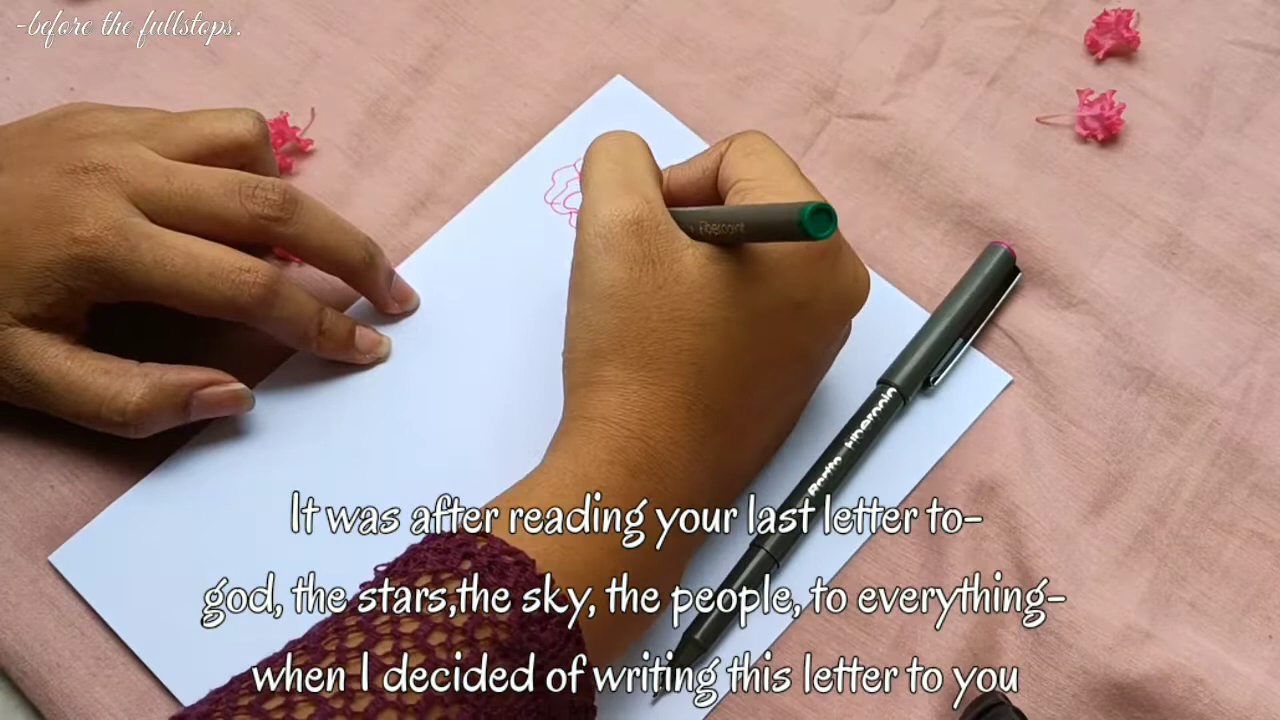 -before the fullstops.
fiberpoint
It was after reading your last letter to-
god, the stars,the sky, the people, to everything-
when I decided of writing this letter to you